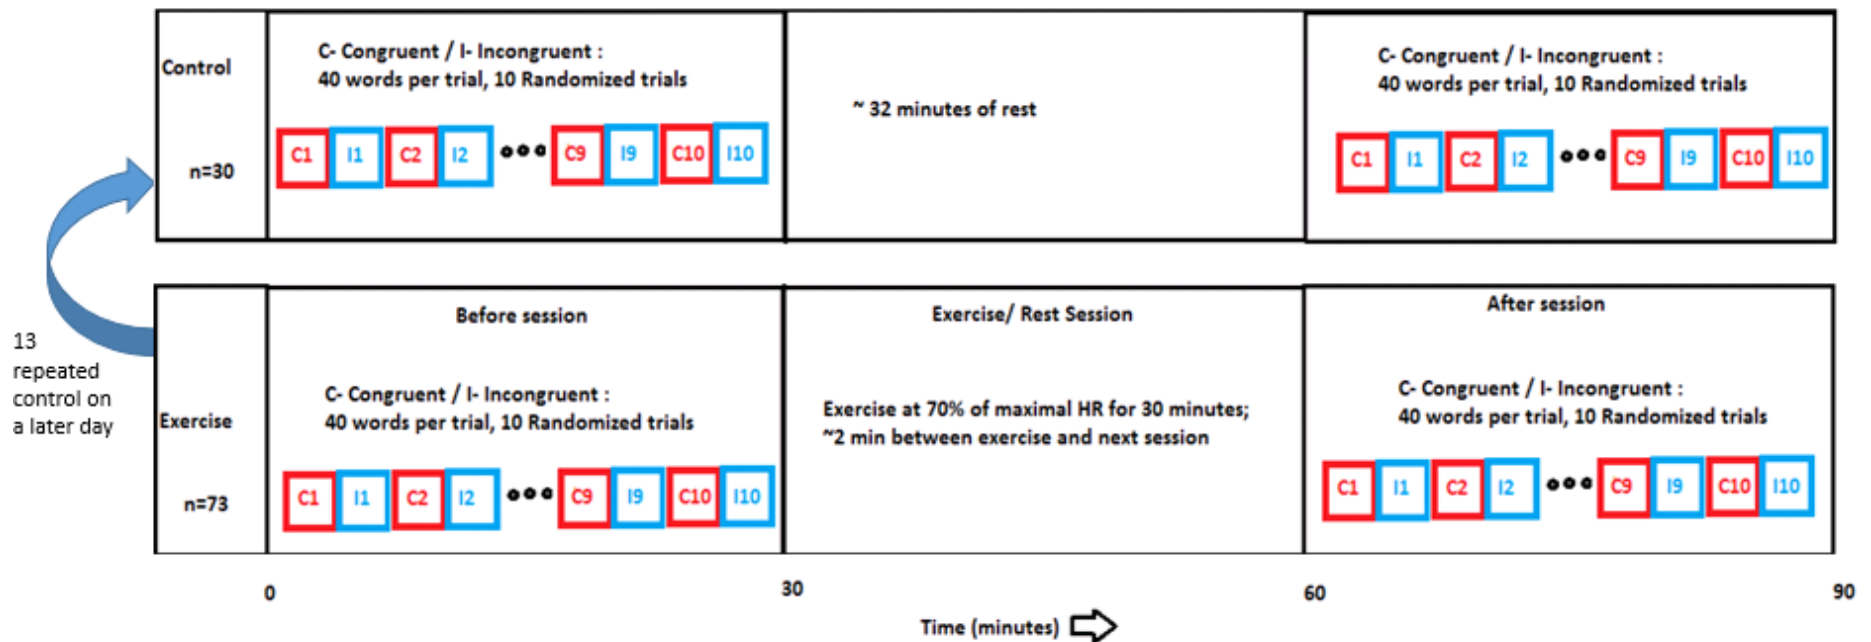 Control
n=30
C- Congruent / I- Incongruent :
40 words per trial, 10 Randomized trials
C1 I1 C2 I2 C9 I9 C10 I10
~ 32 minutes of rest
C- Congruent / I- Incongruent :
40 words per trial, 10 Randomized trials
C1 I1 C2 I2 C9 I9 C10 I10
13
repeated
control on
a later day
Exercise
n=73
Before session
C- Congruent / I- Incongruent :
40 words per trial, 10 Randomized trials
C1 I1 C2 I2 C9 I9 C10 I10
Exercise/ Rest Session
Exercise at 70% of maximal HR for 30 minutes;
~2 min between exercise and next session
After session
C- Congruent / I- Incongruent :
40 words per trial, 10 Randomized trials
C1 I1 C2 I2 C9 I9 C10 I10
0 30 60 90
Time (minutes)